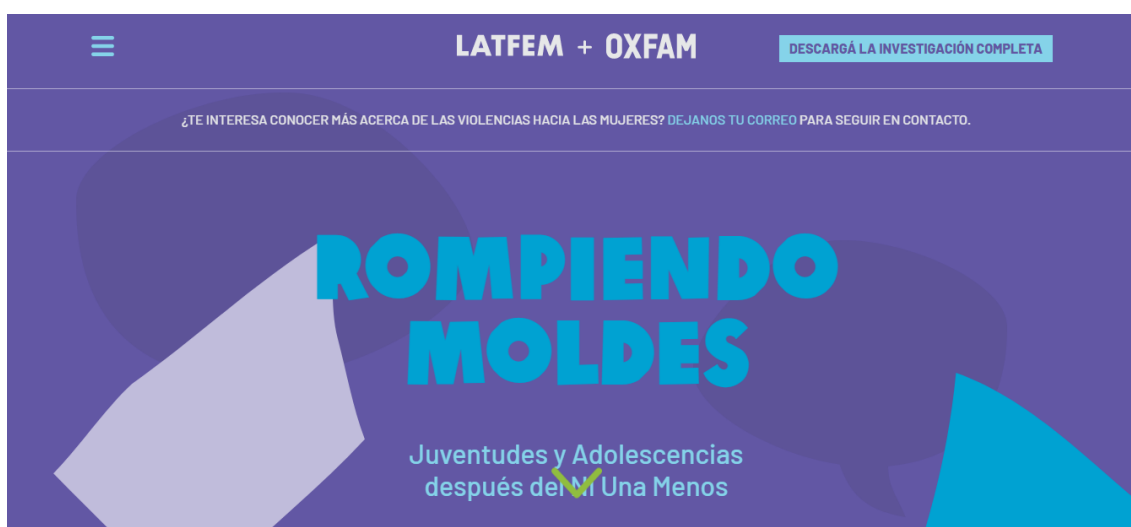 LATFEM + OXFAM
DESCARGÁ LA INVESTIGACIÓN COMPLETA
¿TE INTERESA CONOCER MÁS ACERCA DE LAS VIOLENCIAS HACIA LAS MUJERES? DEJANOS TU CORREO PARA SEGUIR EN CONTACTO.
ROMPIENDO
MOLDES
Juventudes y Adolescencias
después del Ni Una Menos